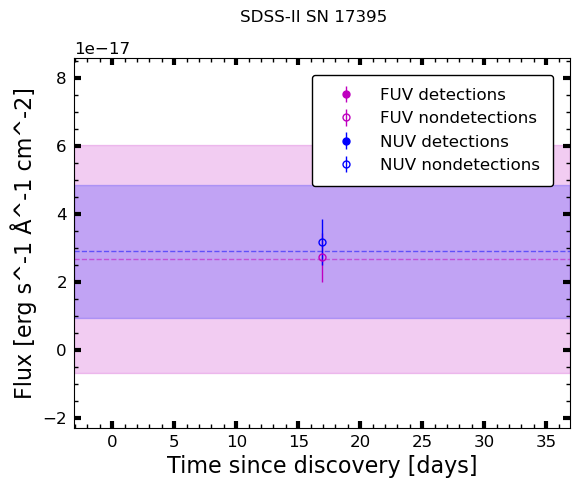 SDSS-II SN 17395
1e−17
FUV detections
FUV nondetections
NUV detections
NUV nondetections
8
6
4
2
0
−2
Flux [erg s^-1 Å^-1 cm^-2]
0 5 10 15 20 25 30 35
Time since discovery [days]